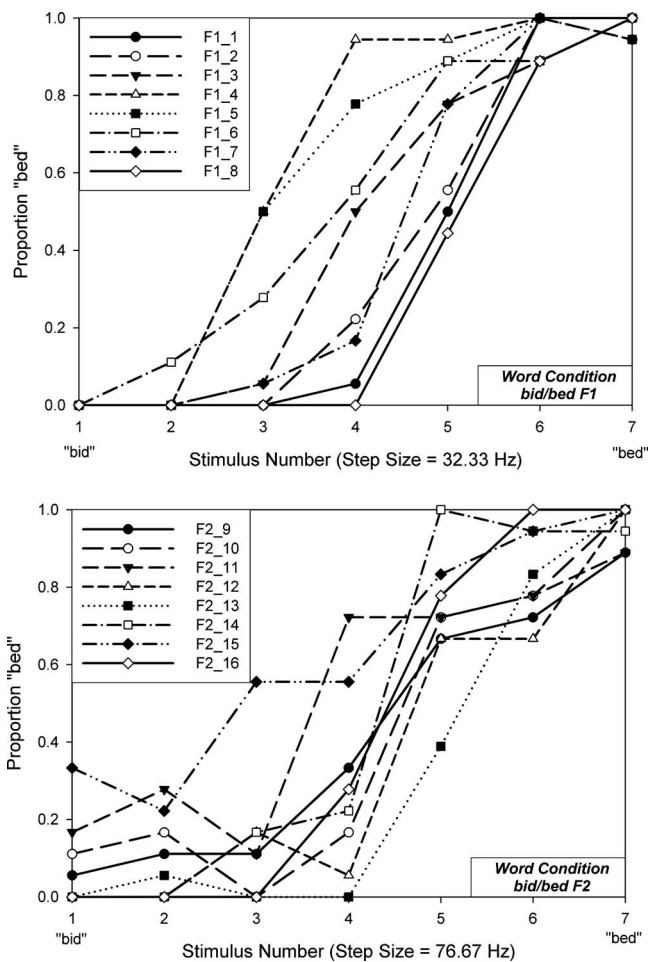 1.0
0.8
0.6
0.4
0.2
0.0
Proportion "bed"
F1_1
F1_2
F1_3
F1_4
F1_5
F1_6
F1_7
F1_8
Word Condition
bid/bed F1
1 2 3 4 5 6 7
"bid" "bed"
Stimulus Number (Step Size = 32.33 Hz)
1.0
0.8
0.6
0.4
0.2
0.0
Proportion "bed"
F2_9
F2_10
F2_11
F2_12
F2_13
F2_14
F2_15
F2_16
Word Condition
bid/bed F2
1 2 3 4 5 6 7
"bid" "bed"
Stimulus Number (Step Size = 76.67 Hz)